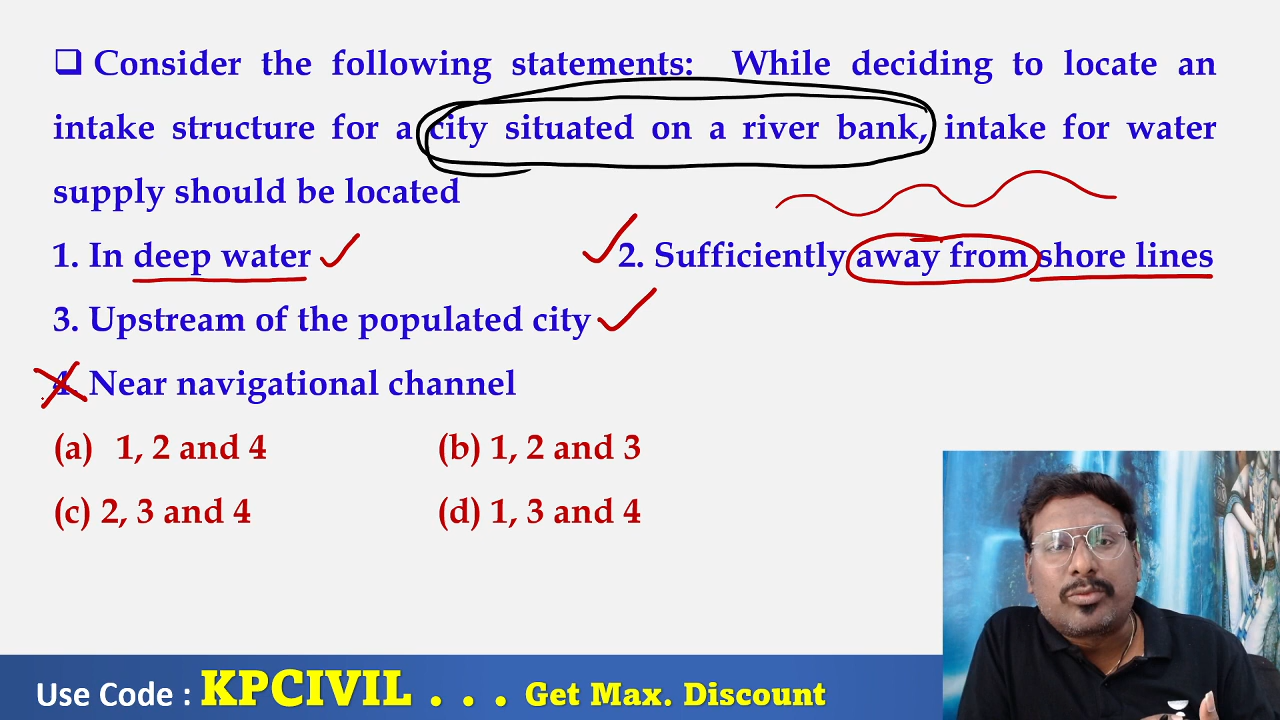 ❑ Consider the following statements: While deciding to locate an
intake structure for a city situated on a river bank, intake for water
supply should be located
1. In deep water 2. Sufficiently away from shore lines
3. Upstream of the populated city
4. Near navigational channel
(a) 1, 2 and 4 (b) 1, 2 and 3
(c) 2, 3 and 4 (d) 1, 3 and 4
Use Code : KPCIVIL . . . Get Max. Discount